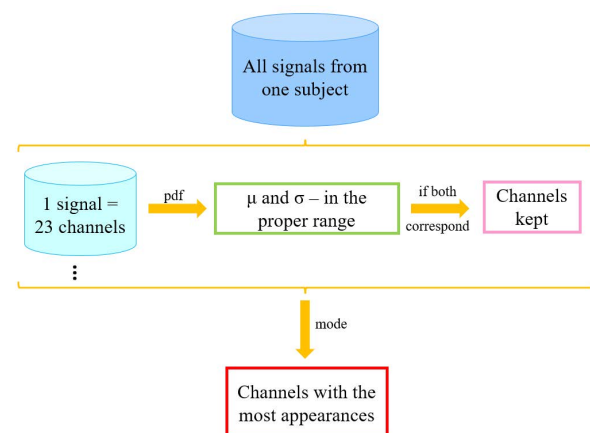 All signals from
one subject
1 signal =
23 channels
pdf
μ and σ – in the
proper range
if both
correspond
Channels
kept
mode
Channels with the
most appearances